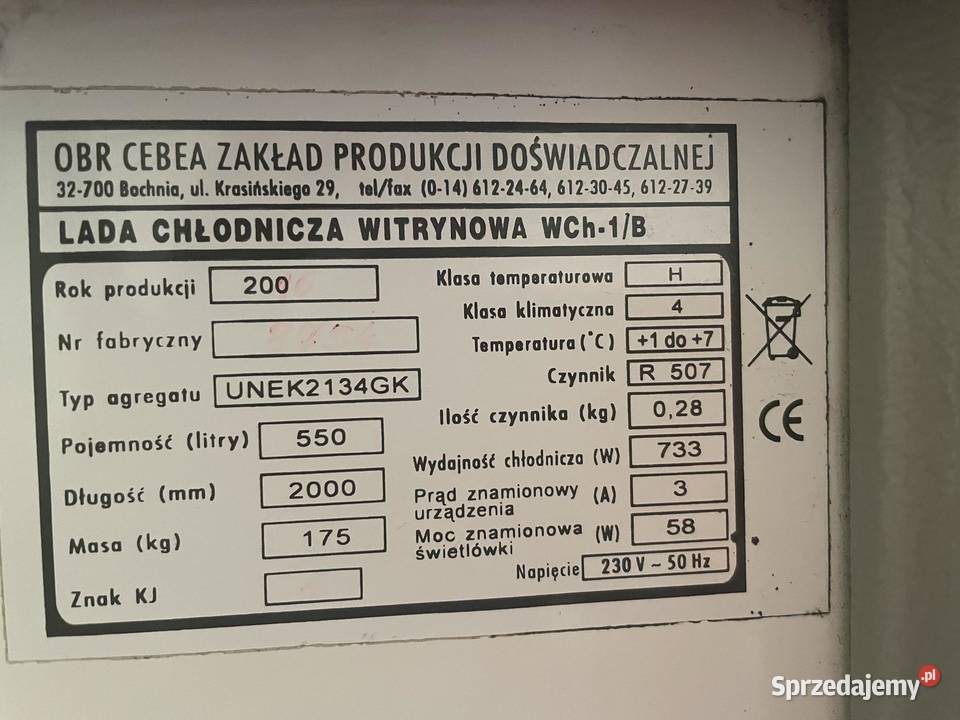 OBR CEBEA ZAKŁAD PRODUKCJI DOŚWIADCZALNEJ
32-700 Bochnia, ul. Krasińskiego 29, tel/fax (0-14) 612-24-64, 612-30-45, 612-27-39
LADA CHŁODNICZA WITRYNOWA WCh-1/B
Rok produkcji 200
Nr fabryczny
Typ agregatu UNEK2134GK
Pojemność (litry) 550
Długość (mm) 2000
Masa (kg) 175
Znak KJ
Klasa temperaturowa H
Klasa klimatyczna 4
Temperatura (°C) +1 do +7
Czynnik R 507
Ilość czynnika (kg) 0,28
Wydajność chłodnicza (W) 733
Prąd znamionowy (A) 3
urządzenia
Moc znamionowa (W) 58
świetlówki
Napięcie 230 V ~ 50 Hz
CE
Sprzedajemy.pl